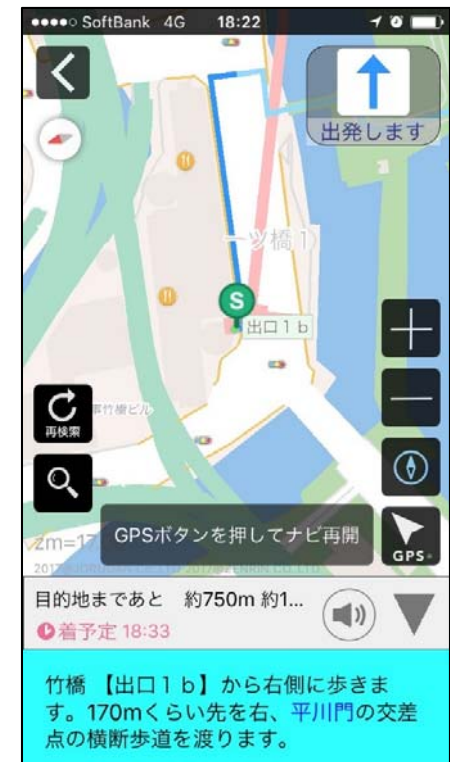 SoftBank 4G 18:22
出発します
一ツ橋1
S
出口1b
再検索
zm=17
GPSボタンを押してナビ再開
GPS
目的地まであと 約750m 約1...
着予定 18:33
竹橋 【出口1b】から右側に歩きま
す。170mくらい先を右、平川門の交差
点の横断歩道を渡ります。